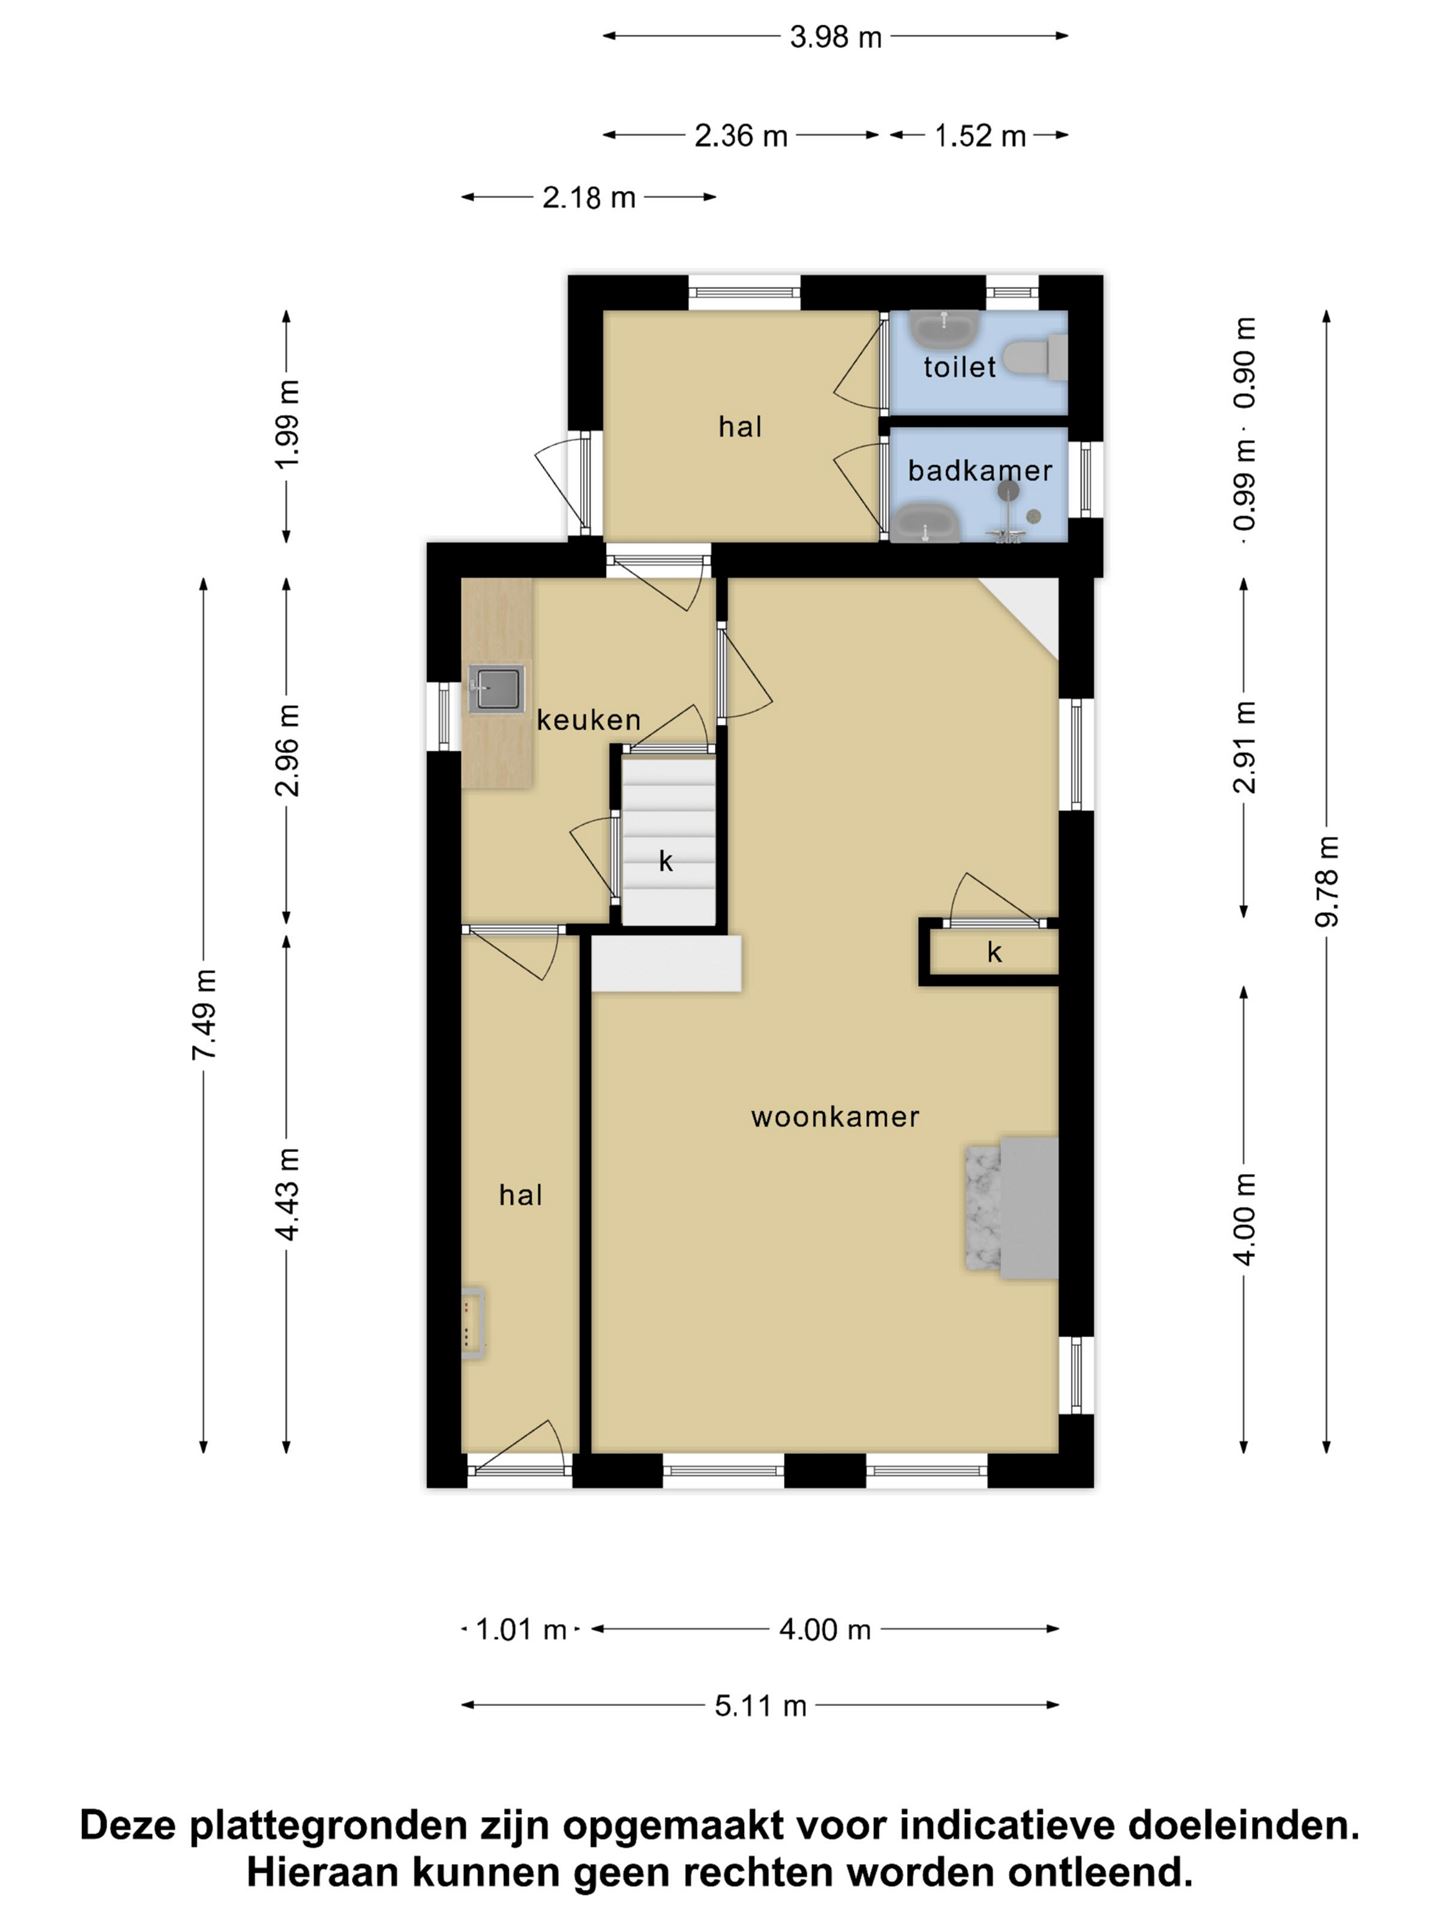 3.98 m
2.36 m 1.52 m
2.18 m
1.99 m
0.90 m
0.99 m
toilet
hal
badkamer
keuken
2.96 m
2.91 m
k
9.78 m
k
7.49 m
woonkamer
hal
4.43 m
4.00 m
1.01 m 4.00 m
5.11 m
Deze plattegronden zijn opgemaakt voor indicatieve doeleinden.
Hieraan kunnen geen rechten worden ontleend.